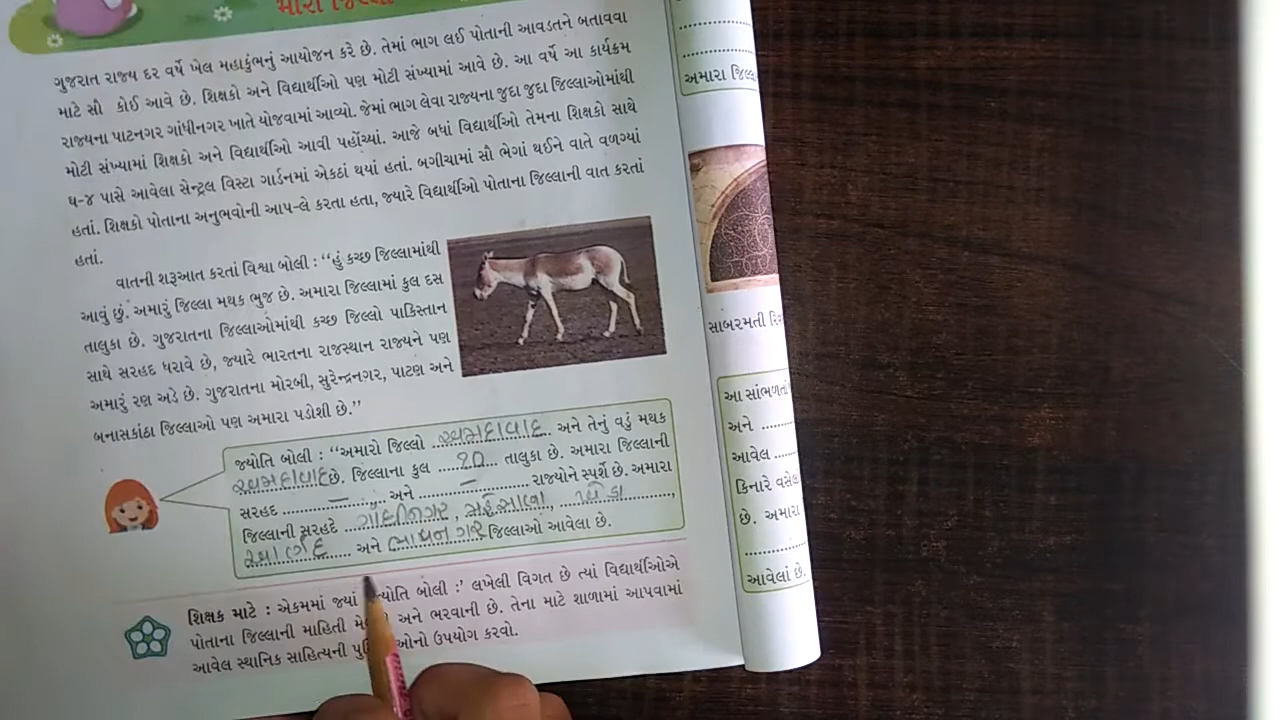 ગુજરાત રાજ્ય દર વર્ષે ખેલ મહાકુંભનું આયોજન કરે છે. તેમાં ભાગ લઈ પોતાની આવડતને બતાવવા
માટે સૌ કોઈ આવે છે. શિક્ષકો અને વિદ્યાર્થીઓ પણ મોટી સંખ્યામાં આવે છે. આ વર્ષે આ કાર્યક્રમ
રાજ્યના પાટનગર ગાંધીનગર ખાતે યોજવામાં આવ્યો. જેમાં ભાગ લેવા રાજ્યના જુદા જુદા જિલ્લાઓમાંથી
મોટી સંખ્યામાં શિક્ષકો અને વિદ્યાર્થીઓ આવી પહોંચ્યાં. આજે બધાં વિદ્યાર્થીઓ તેમના શિક્ષકો સાથે
ઘ-૪ પાસે આવેલા સેન્ટ્રલ વિસ્ટા ગાર્ડનમાં એકઠાં થયાં હતાં. બગીચામાં સૌ ભેગાં થઈને વાતે વળગ્યાં
હતાં. શિક્ષકો પોતાના અનુભવોની આપ-લે કરતા હતા, જ્યારે વિદ્યાર્થીઓ પોતાના જિલ્લાની વાત કરતાં
હતાં.
વાતની શરૂઆત કરતાં વિશ્વા બોલી : ‘‘હું કચ્છ જિલ્લામાંથી
આવું છું. અમારું જિલ્લા મથક ભુજ છે. અમારા જિલ્લામાં કુલ દસ
તાલુકા છે. ગુજરાતના જિલ્લાઓમાંથી કચ્છ જિલ્લો પાકિસ્તાન
સાથે સરહદ ધરાવે છે, જ્યારે ભારતના રાજસ્થાન રાજ્યને પણ
અમારું રણ અડે છે. ગુજરાતના મોરબી, સુરેન્દ્રનગર, પાટણ અને
બનાસકાંઠા જિલ્લાઓ પણ અમારા પડોશી છે.’’
જ્યોતિ બોલી : ‘‘અમારો જિલ્લો અમદાવાદ અને તેનું વડું મથક
અમદાવાદ છે. જિલ્લાના કુલ ૧૦ તાલુકા છે. અમારા જિલ્લાની
સરહદ – અને – રાજ્યોને સ્પર્શે છે. અમારા
જિલ્લાની સરહદે ગાંધીનગર, મહેસાણા, ખેડા,
આણંદ અને ભાવનગર જિલ્લાઓ આવેલા છે.
શિક્ષક માટે : એકમમાં જ્યાં જ્યોતિ બોલી :’ લખેલી વિગત છે ત્યાં વિદ્યાર્થીઓએ
પોતાના જિલ્લાની માહિતી અને ભરવાની છે. તેના માટે શાળામાં આપવામાં
આવેલ સ્થાનિક સાહિત્યની ઉપયોગ કરવો.
અમારા
સાબરમતી
આ સાંભળતાં
અને
આવેલ
કિનારે
છે. અમારા
આવેલાં છે.